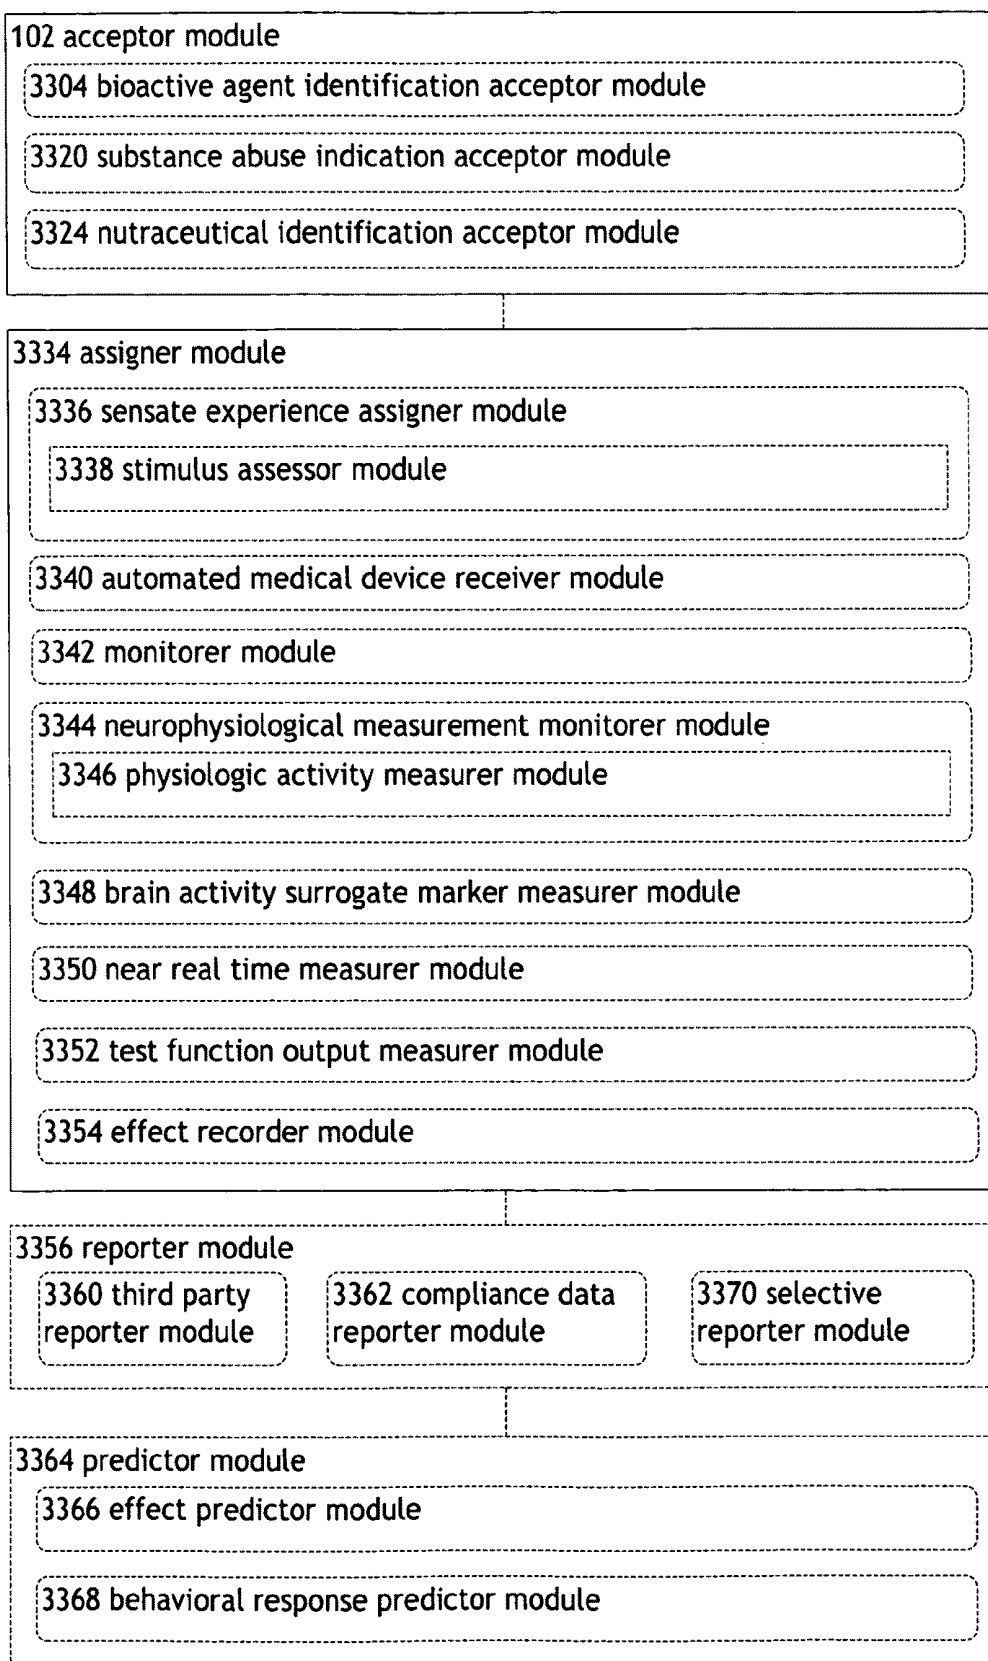 102 acceptor module
3304 bioactive agent identification acceptor module
3320 substance abuse indication acceptor module
3324 nutraceutical identification acceptor module
3334 assigner module
3336 sensate experience assigner module
3338 stimulus assessor module
3340 automated medical device receiver module
3342 monitorer module
3344 neurophysiological measurement monitorer module
3346 physiologic activity measurer module
3348 brain activity surrogate marker measurer module
3350 near real time measurer module
3352 test function output measurer module
3354 effect recorder module
3356 reporter module
3360 third party
reporter module
3362 compliance data
reporter module
3370 selective
reporter module
3364 predictor module
3366 effect predictor module
3368 behavioral response predictor module